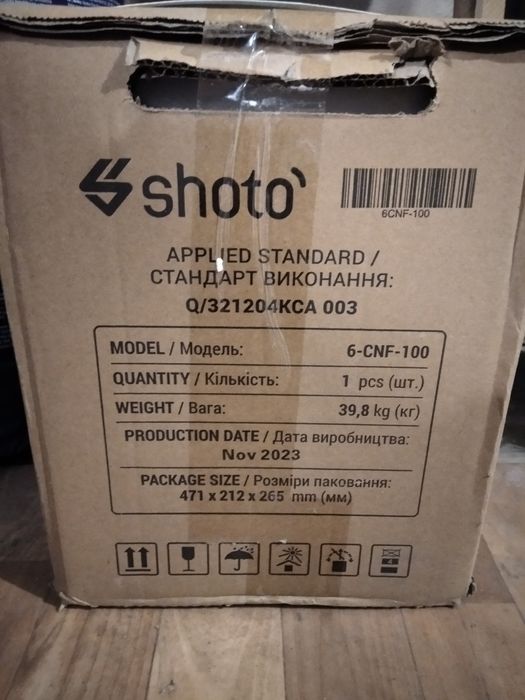 shoto
6CNF-100
APPLIED STANDARD /
СТАНДАРТ ВИКОНАННЯ:
Q/321204KCA 003
MODEL / Модель: 6-CNF-100
QUANTITY / Кількість: 1 pcs (шт.)
WEIGHT / Вага: 39,8 kg (кг)
PRODUCTION DATE / Дата виробництва:
Nov 2023
PACKAGE SIZE / Розміри паковання:
471 x 212 x 265 mm (мм)
4